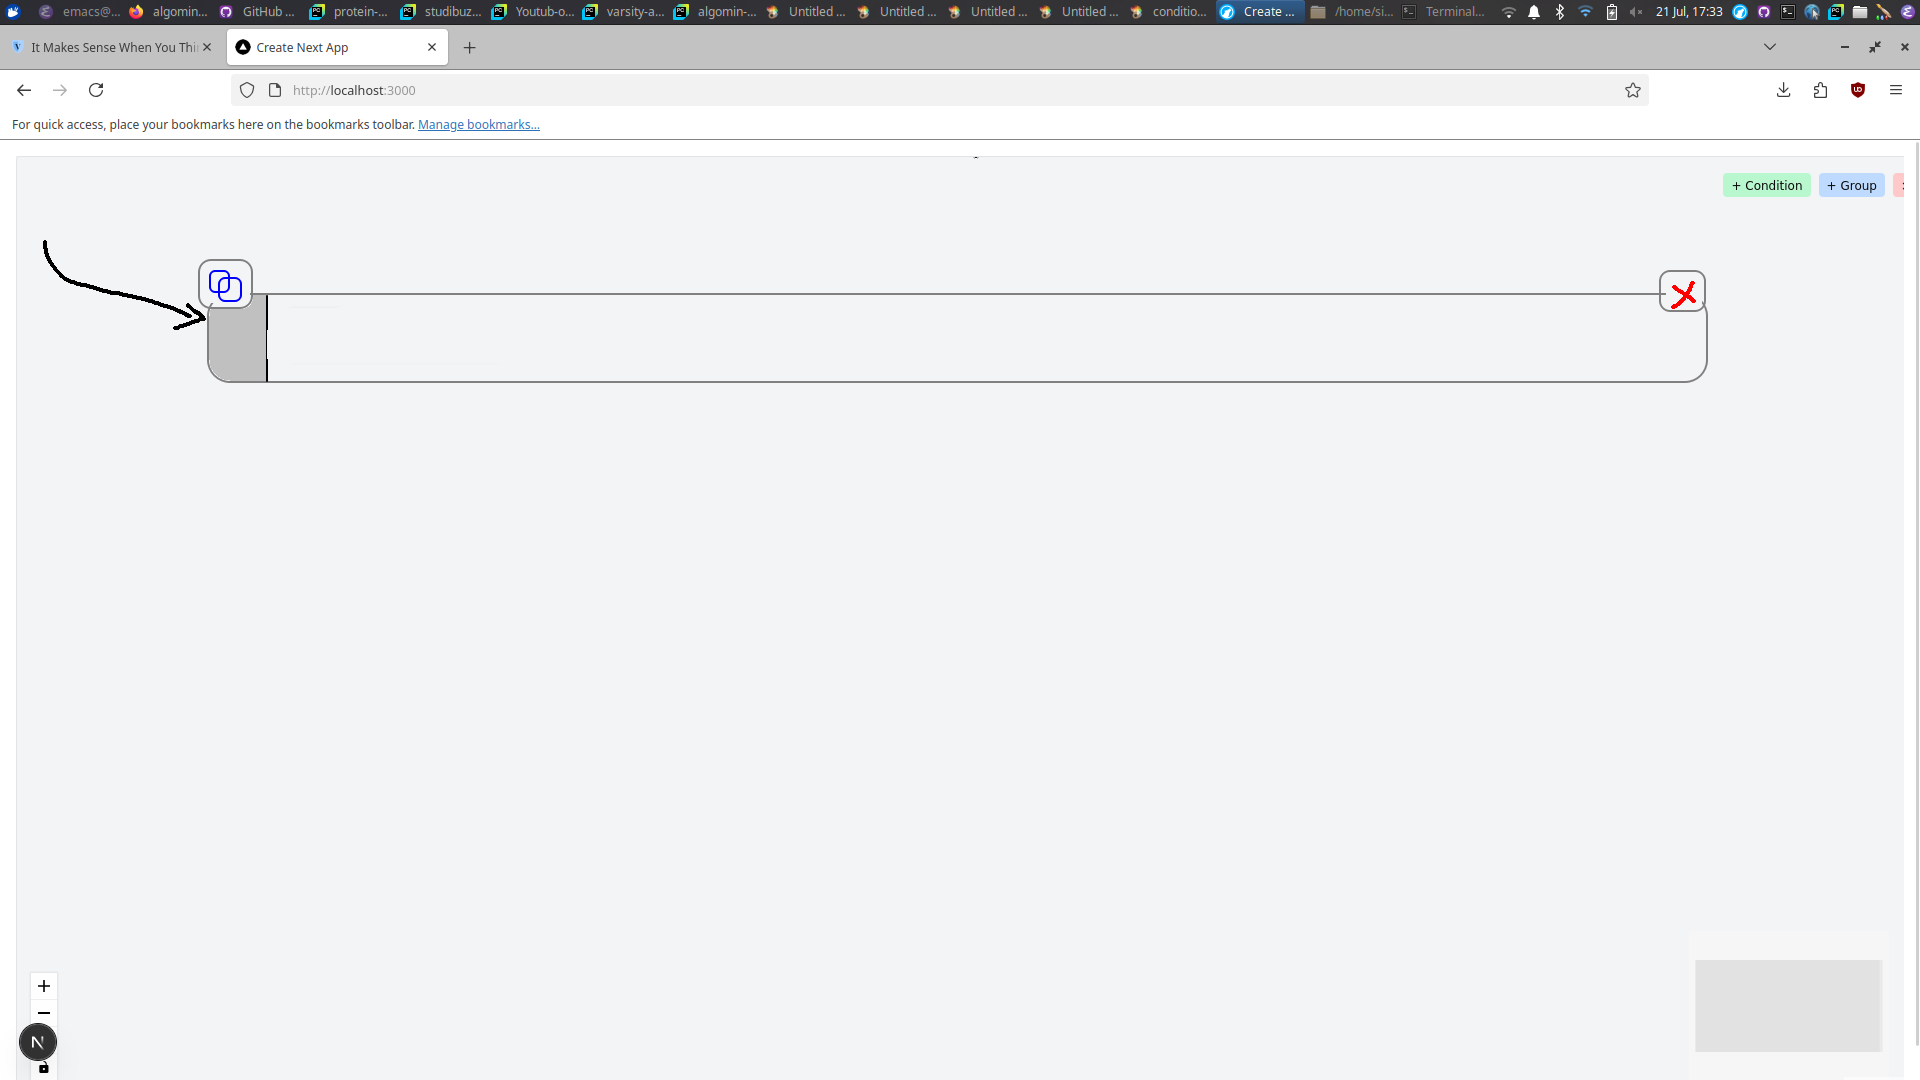 emacs@... algomin... GitHub ... protein-... studibuz... Youtub-o... varsity-a... algomin-... Untitled ... Untitled ... Untitled ... Untitled ... conditio... Create ... /home/si... Terminal... 21 Jul, 17:33
It Makes Sense When You Thi Create Next App
http://localhost:3000
For quick access, place your bookmarks here on the bookmarks toolbar. Manage bookmarks...
+ Condition + Group
N